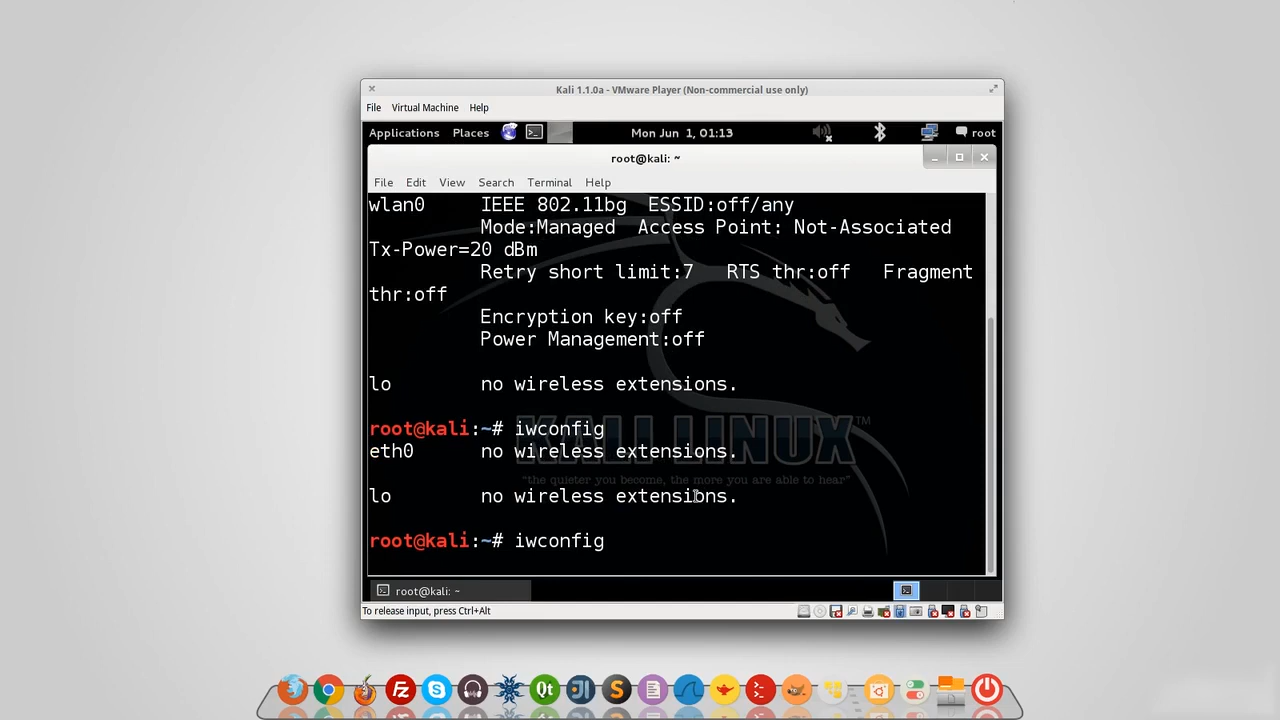 Kali 1.1.0a - VMware Player (Non-commercial use only)
File Virtual Machine Help
Applications Places Mon Jun 1, 01:13 root
root@kali: ~
File Edit View Search Terminal Help
wlan0 IEEE 802.11bg ESSID:off/any
Mode:Managed Access Point: Not-Associated
Tx-Power=20 dBm
Retry short limit:7 RTS thr:off Fragment
thr:off
Encryption key:off
Power Management:off
lo no wireless extensions.
root@kali:~# iwconfig
eth0 no wireless extensions.
KALI LINUX™
"the quieter you become, the more you are able to hear"
lo no wireless extensions.
root@kali:~# iwconfig
root@kali: ~
To release input, press Ctrl+Alt
Fz
S
Qt
S